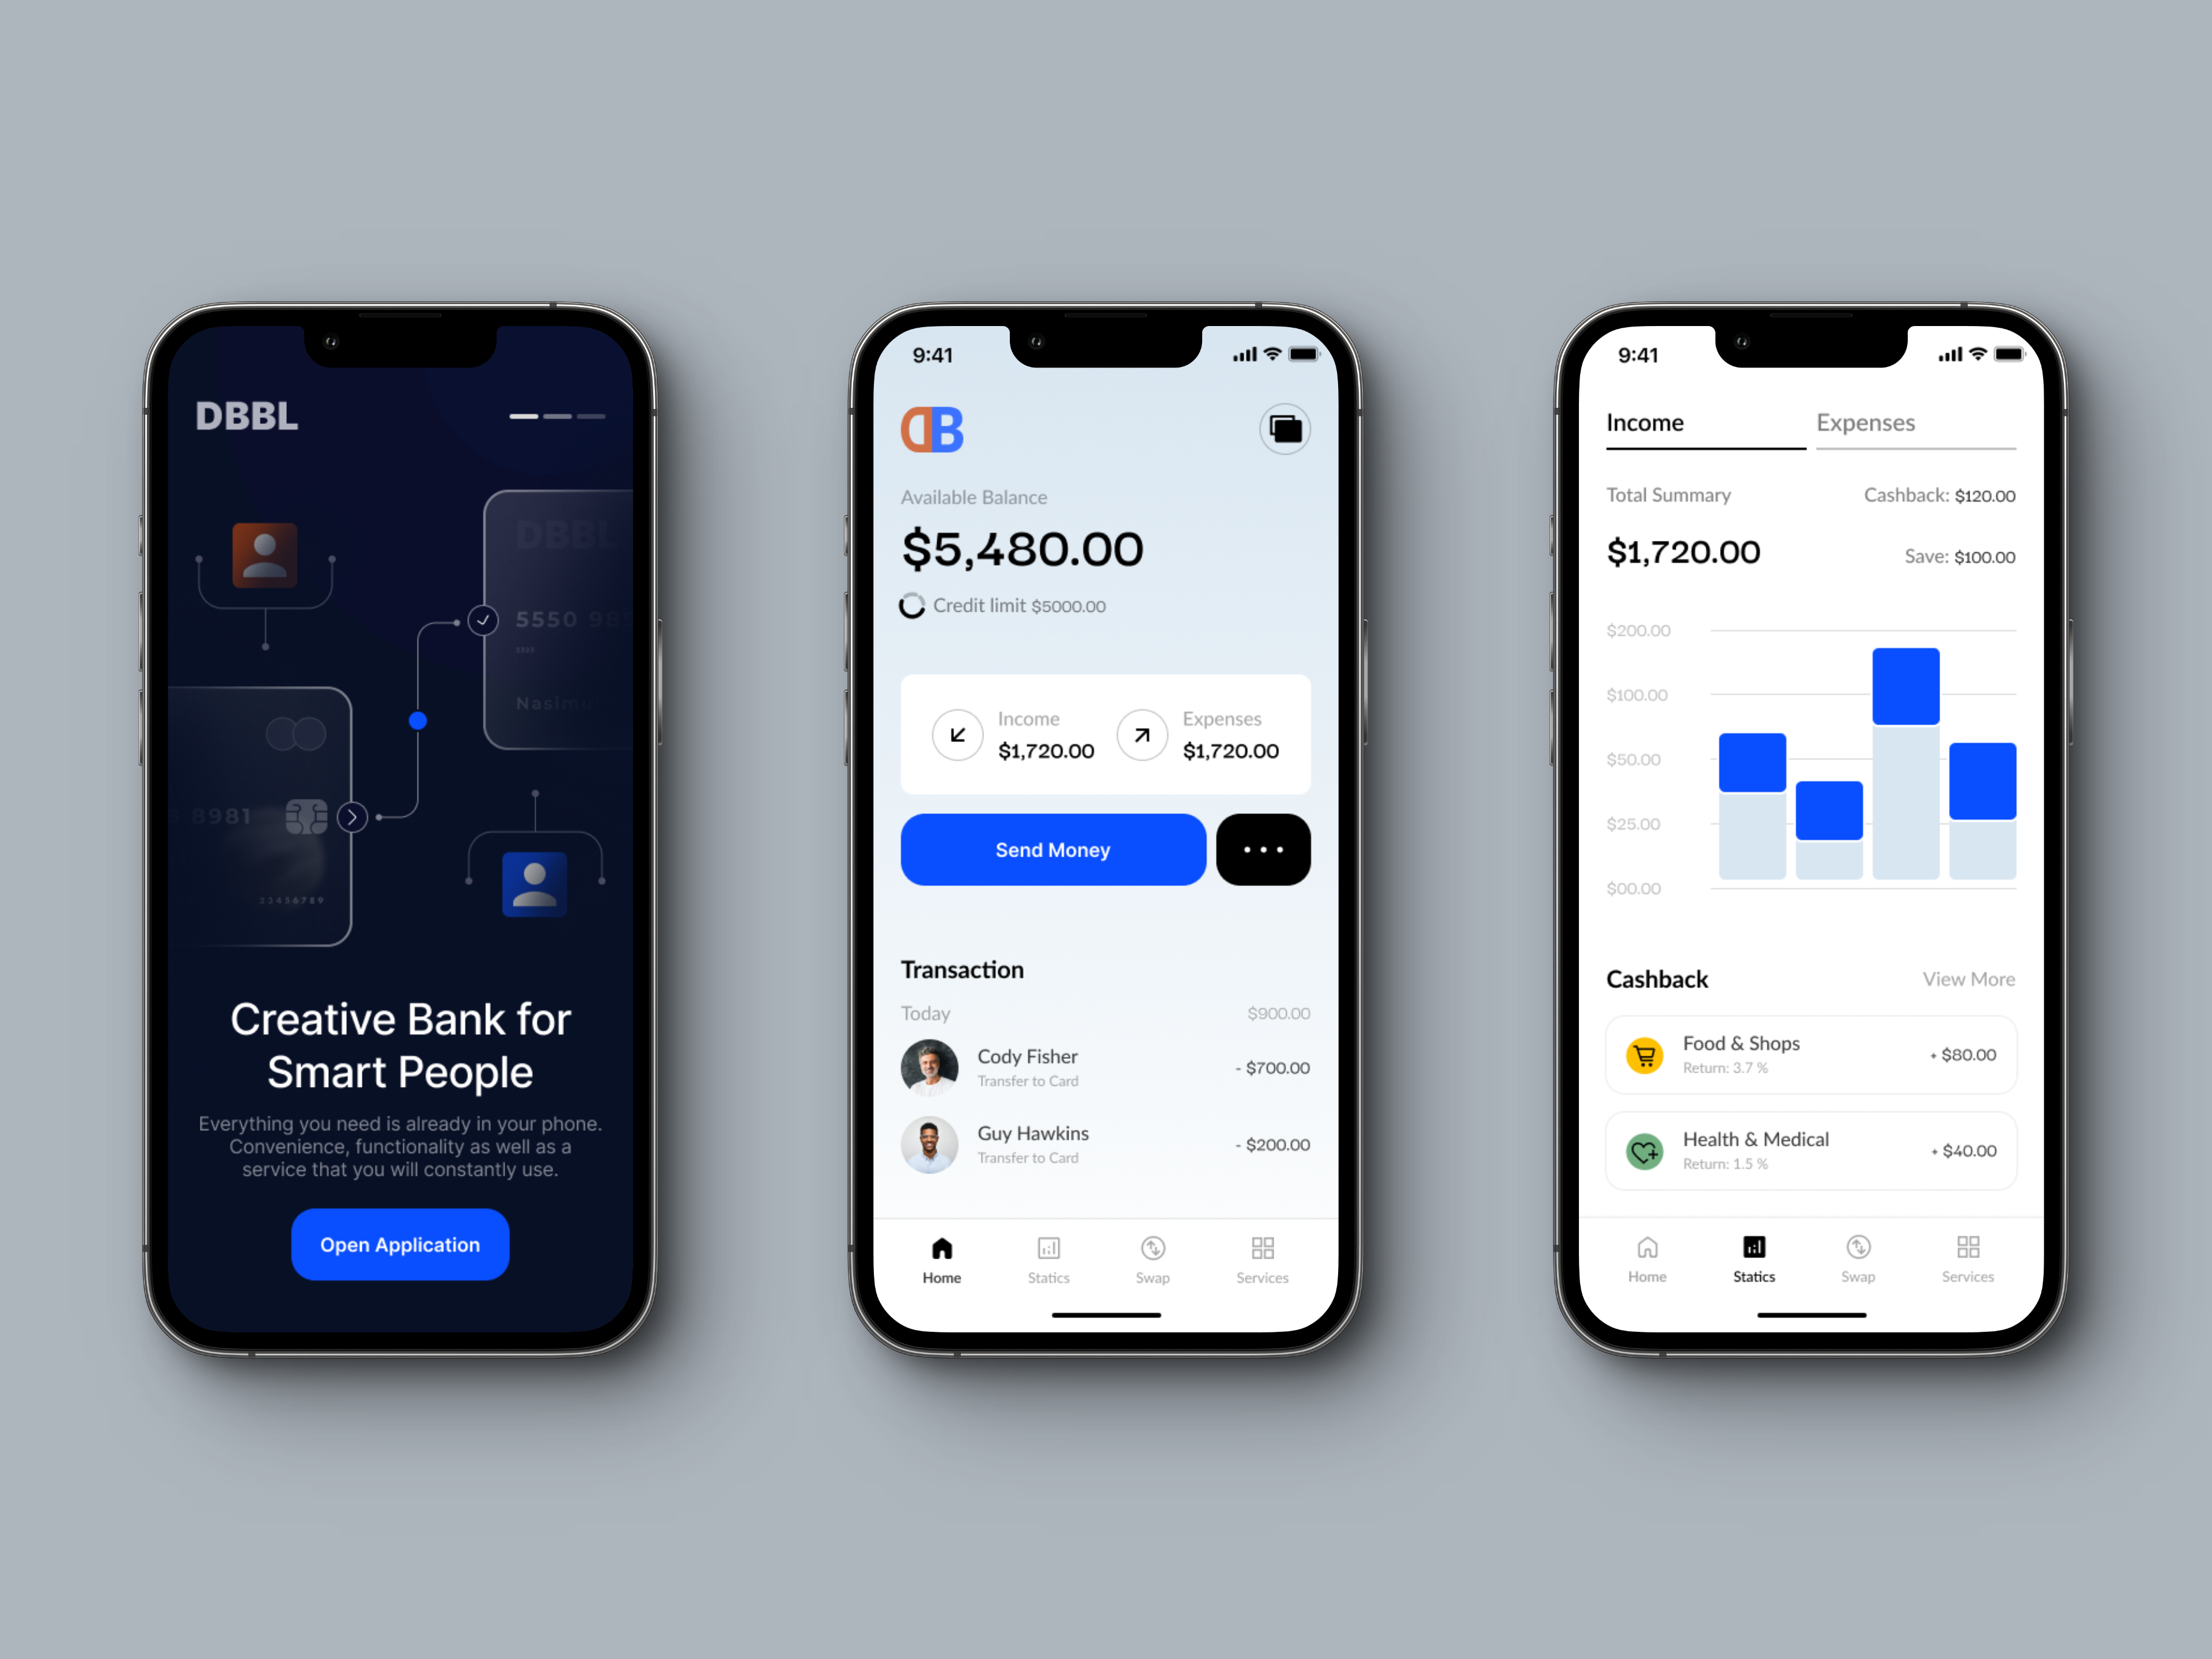 DBBL
DBBL
5550 985
Nasimu
8981
23456789
Creative Bank for
Smart People
Everything you need is already in your phone.
Convenience, functionality as well as a
service that you will constantly use.
Open Application
9:41
DB
Available Balance
$5,480.00
Credit limit $5000.00
Income
$1,720.00
Expenses
$1,720.00
Send Money
Transaction
Today $900.00
Cody Fisher
Transfer to Card
- $700.00
Guy Hawkins
Transfer to Card
- $200.00
Home Statics Swap Services
9:41
Income Expenses
Total Summary Cashback: $120.00
$1,720.00 Save: $100.00
$200.00
$100.00
$50.00
$25.00
$00.00
Cashback View More
Food & Shops
Return: 3.7 %
+ $80.00
Health & Medical
Return: 1.5 %
+ $40.00
Home Statics Swap Services